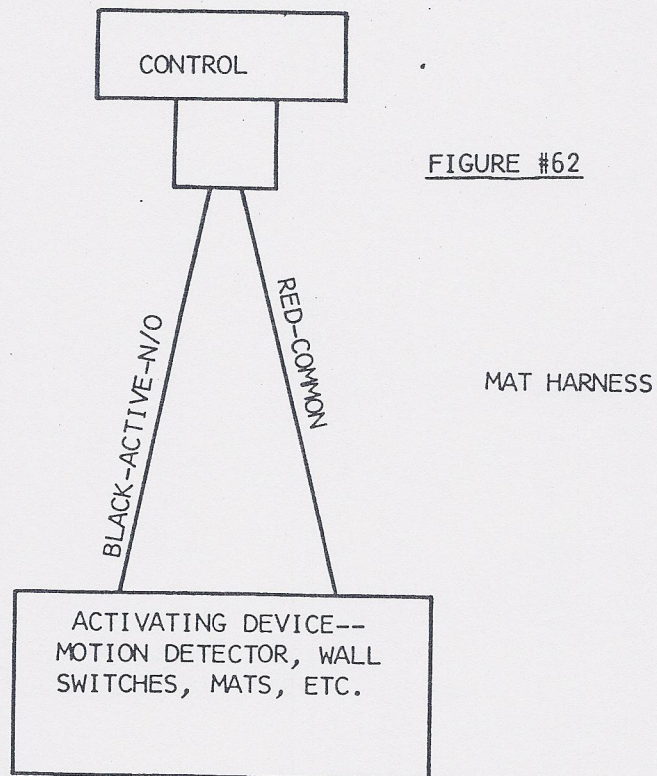 CONTROL
FIGURE #62
RED-COMMON
BLACK-ACTIVE-N/O
MAT HARNESS
ACTIVATING DEVICE--
MOTION DETECTOR, WALL
SWITCHES, MATS, ETC.